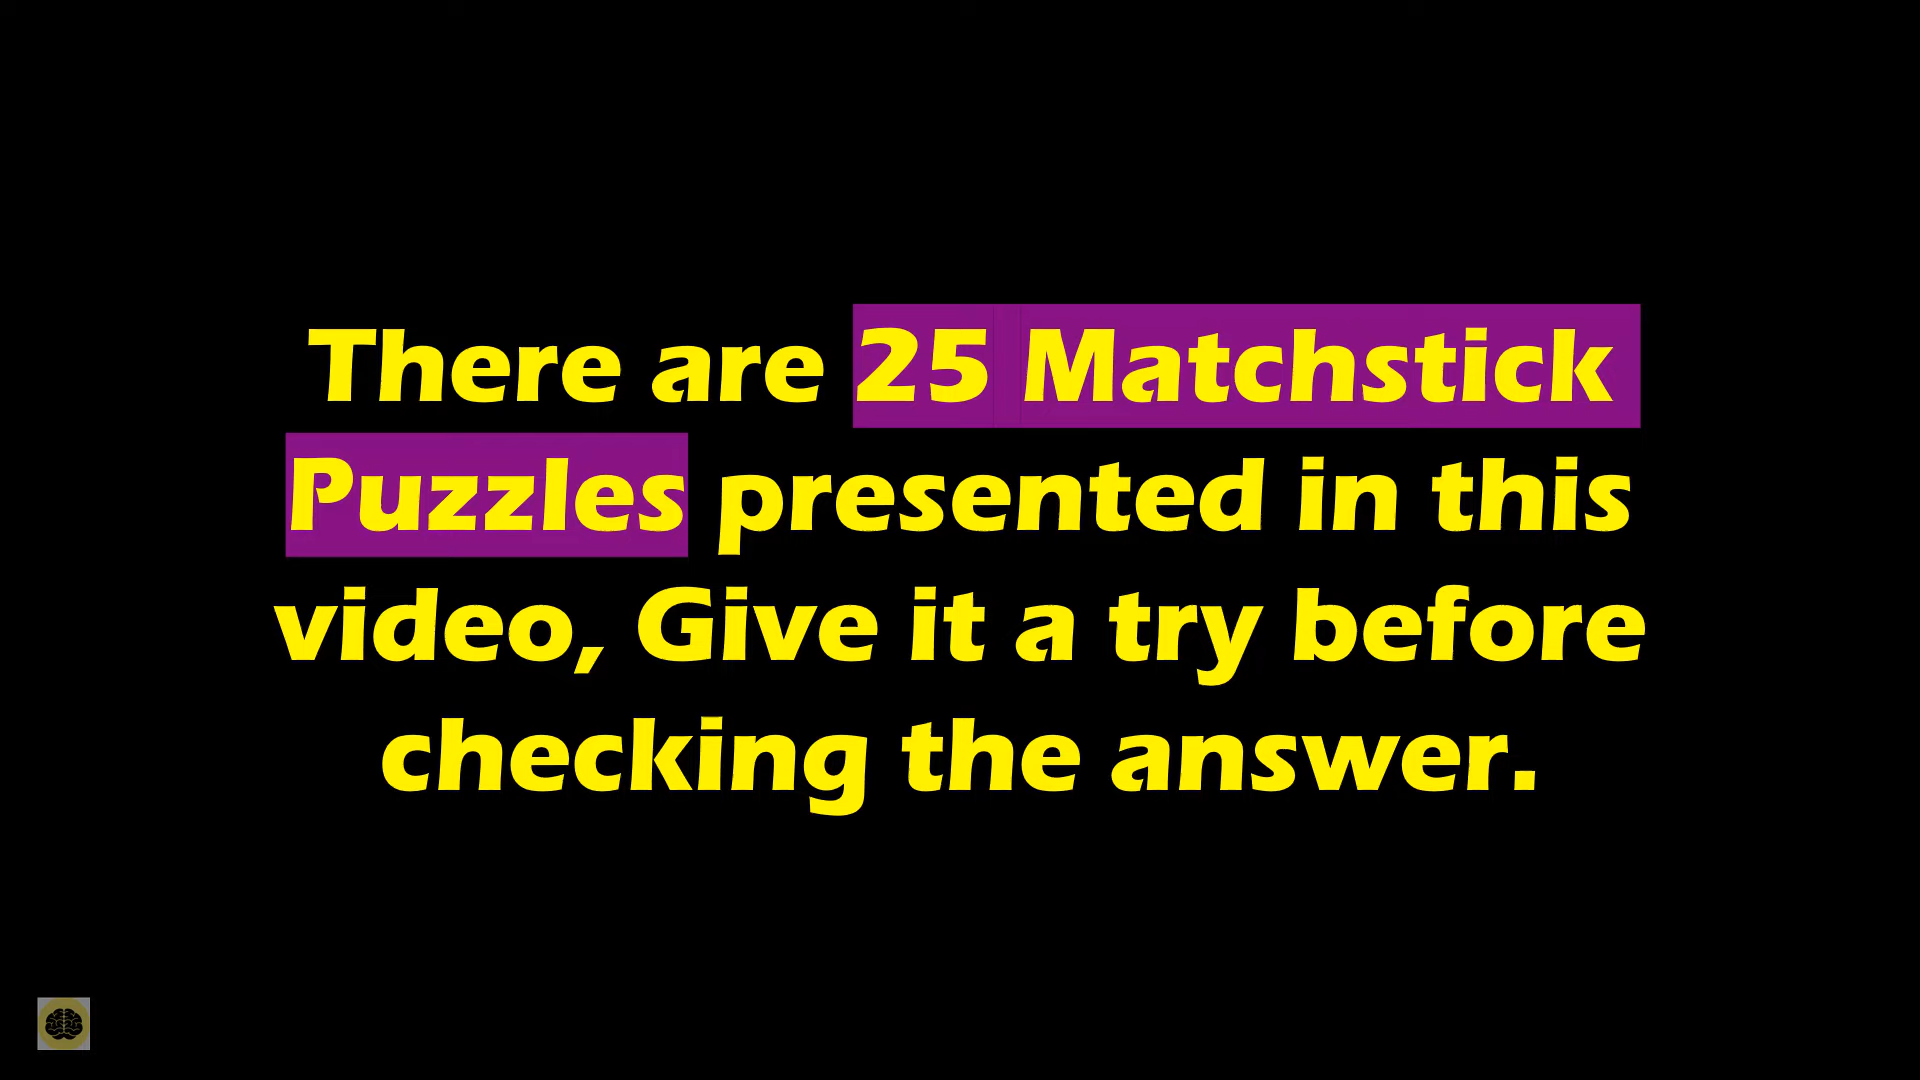 There are 25 Matchstick
Puzzles presented in this
video, Give it a try before
checking the answer.